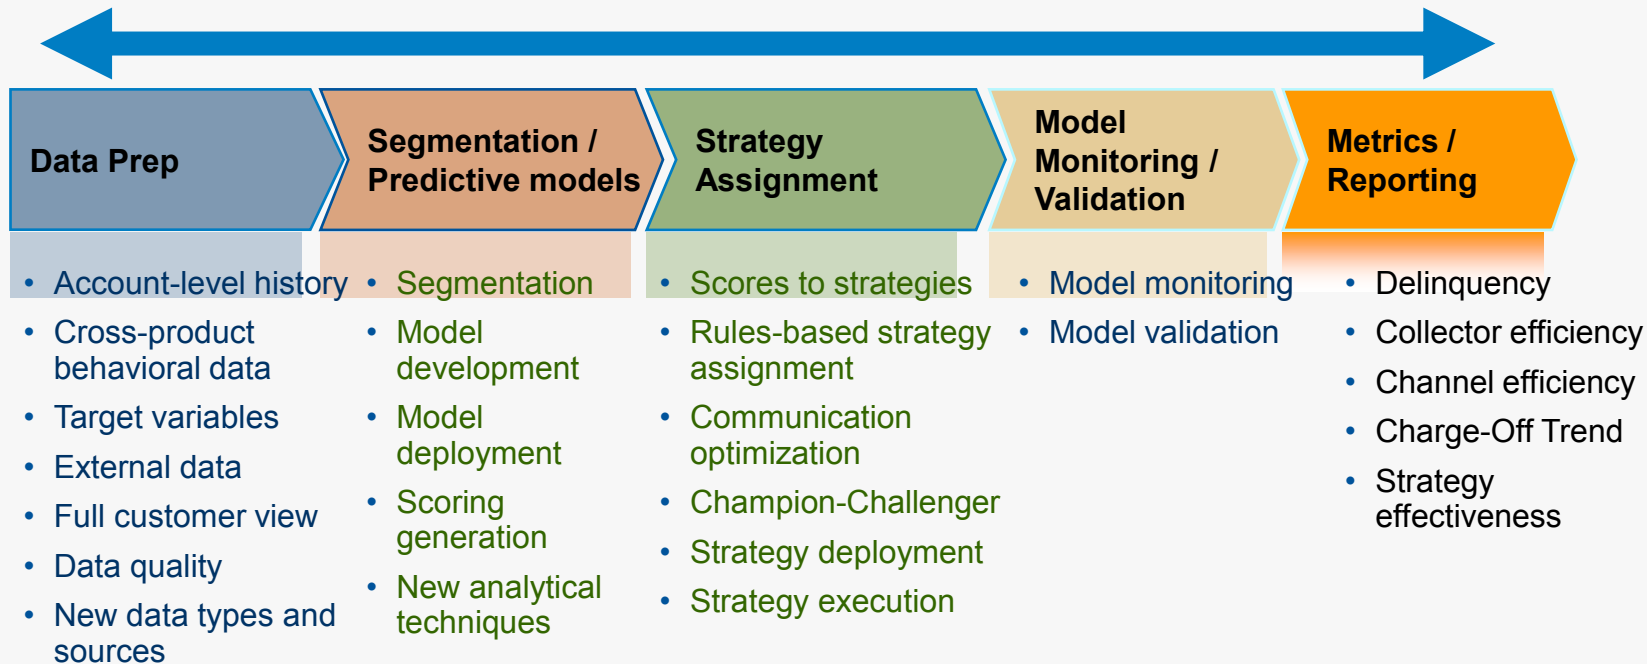 Data Prep
Segmentation /
Predictive models
Strategy
Assignment
Model
Monitoring /
Validation
Metrics /
Reporting
• Account-level history
• Cross-product
behavioral data
• Target variables
• External data
• Full customer view
• Data quality
• New data types and
sources
• Segmentation
• Model
development
• Model
deployment
• Scoring
generation
• New analytical
techniques
• Scores to strategies
• Rules-based strategy
assignment
• Communication
optimization
• Champion-Challenger
• Strategy deployment
• Strategy execution
• Model monitoring
• Model validation
• Delinquency
• Collector efficiency
• Channel efficiency
• Charge-Off Trend
• Strategy
effectiveness